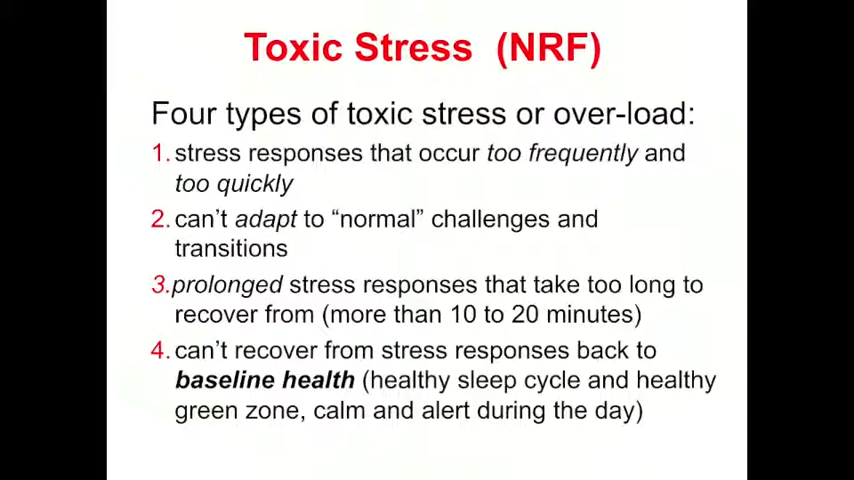 Toxic Stress (NRF)
Four types of toxic stress or over-load:
1. stress responses that occur too frequently and
too quickly
2. can’t adapt to “normal” challenges and
transitions
3.prolonged stress responses that take too long to
recover from (more than 10 to 20 minutes)
4. can’t recover from stress responses back to
baseline health (healthy sleep cycle and healthy
green zone, calm and alert during the day)